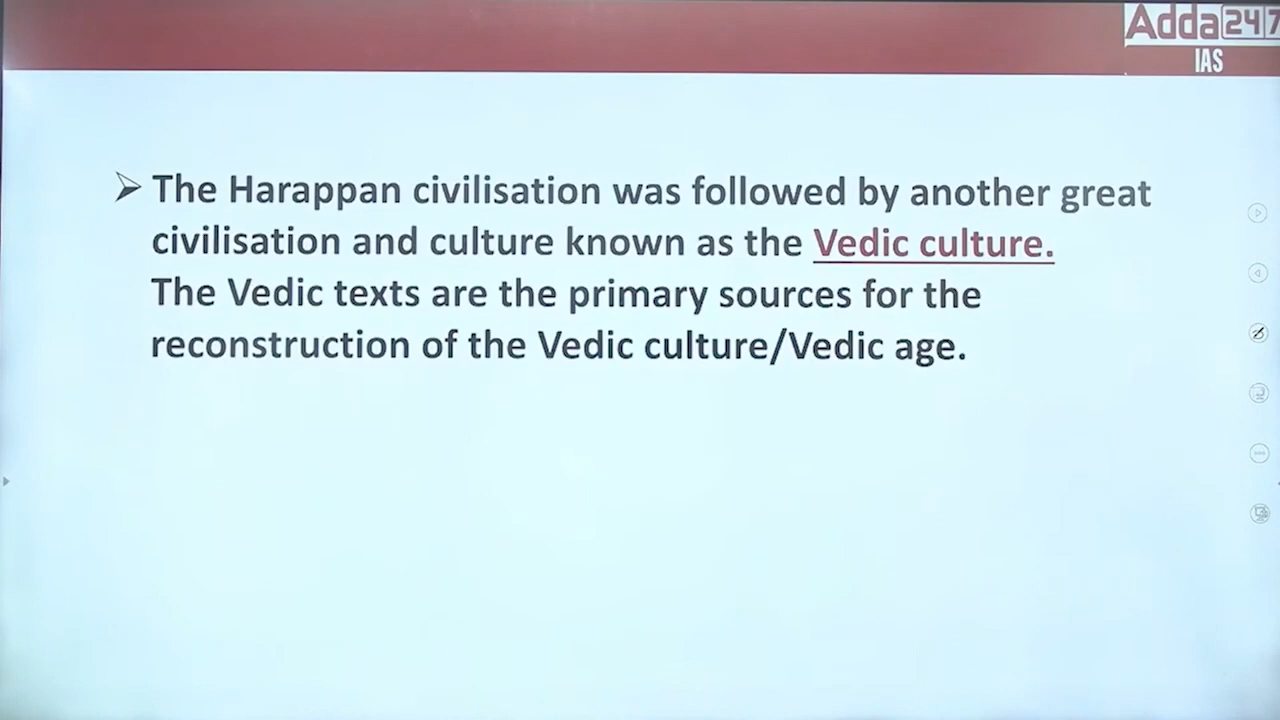 Adda247
IAS
➢ The Harappan civilisation was followed by another great
civilisation and culture known as the Vedic culture.
The Vedic texts are the primary sources for the
reconstruction of the Vedic culture/Vedic age.